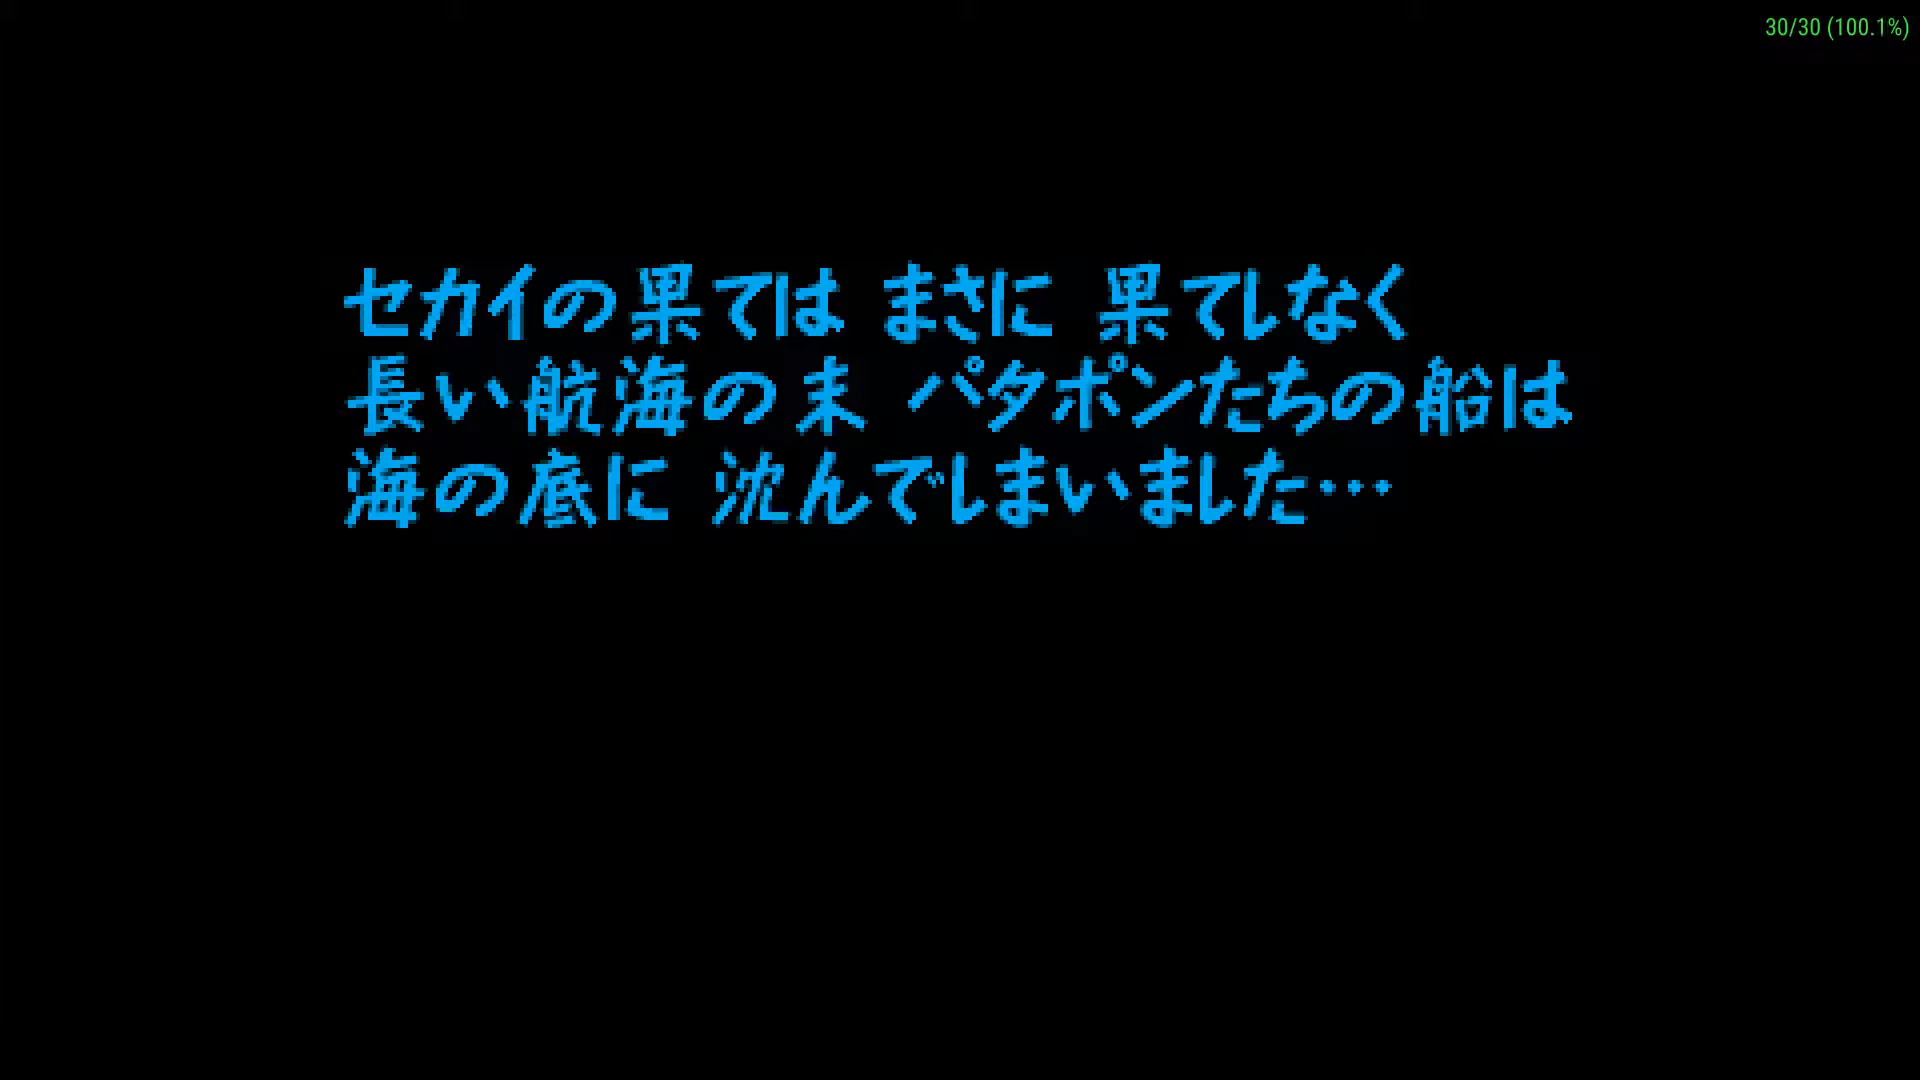 30/30 (100.1%)
セカイの果ては まさに 果てしなく
長い航海の末 パタポンたちの船は
海の底に 沈んでしまいました…